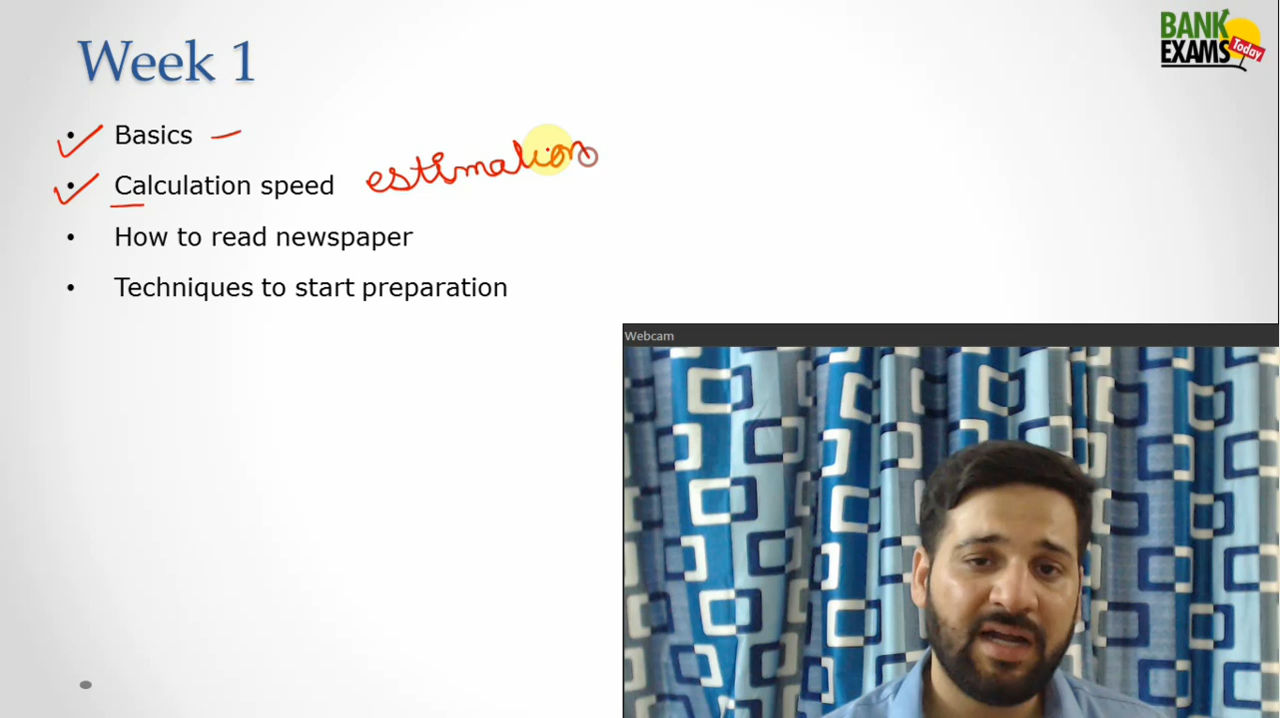 Week 1
BANK
EXAMS Today
• Basics
• Calculation speed estimation
• How to read newspaper
• Techniques to start preparation
Webcam